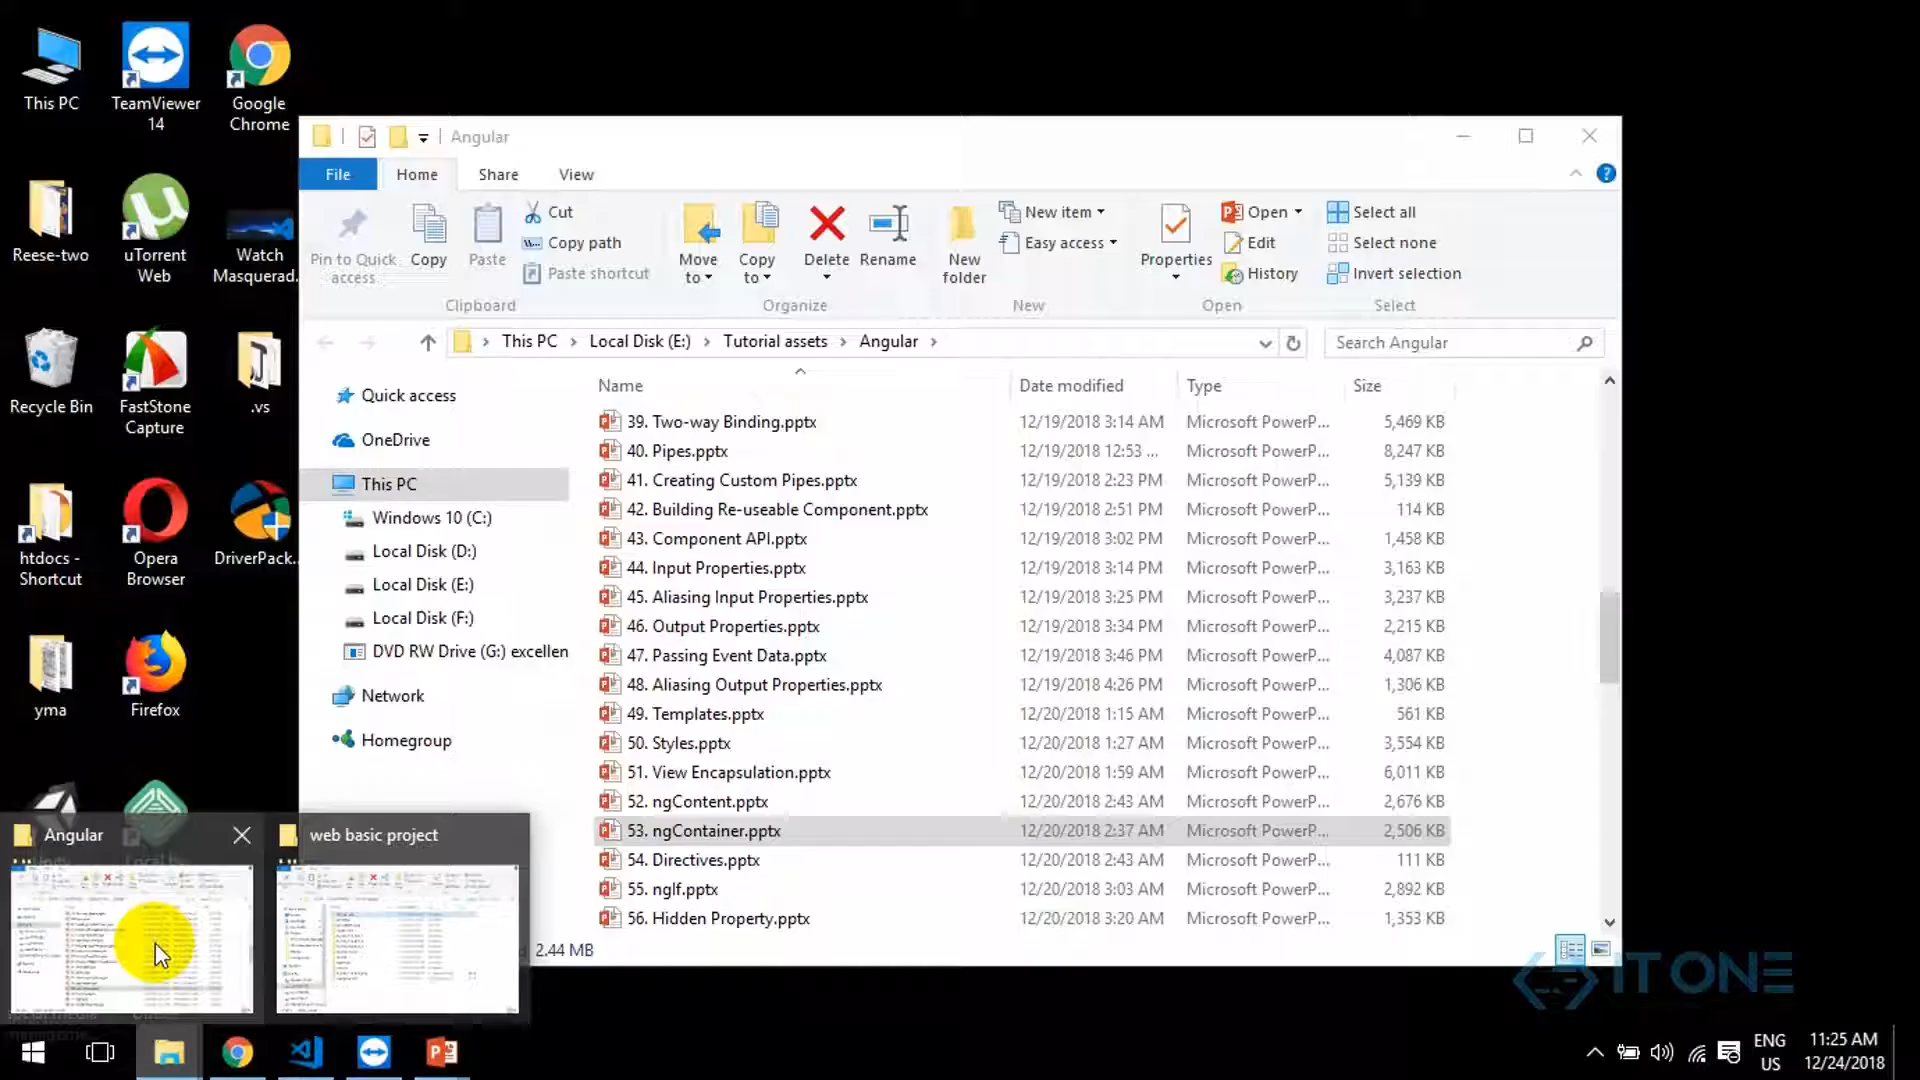 This PC
TeamViewer 14
Google Chrome
Reese-two
uTorrent Web
Watch Masquerad...
Recycle Bin
FastStone Capture
.vs
htdocs - Shortcut
Opera Browser
DriverPack...
yma
Firefox
Angular
File
Home
Share
View
Pin to Quick access
Copy
Paste
Cut
Copy path
Paste shortcut
Clipboard
Move to
Copy to
Delete
Rename
Organize
New folder
New item
Easy access
New
Properties
Open
Edit
History
Open
Select all
Select none
Invert selection
Select
This PC > Local Disk (E:) > Tutorial assets > Angular >
Search Angular
Quick access
OneDrive
This PC
Windows 10 (C:)
Local Disk (D:)
Local Disk (E:)
Local Disk (F:)
DVD RW Drive (G:) excellen
Network
Homegroup
Name Date modified Type Size
39. Two-way Binding.pptx 12/19/2018 3:14 AM Microsoft PowerP... 5,469 KB
40. Pipes.pptx 12/19/2018 12:53 ... Microsoft PowerP... 8,247 KB
41. Creating Custom Pipes.pptx 12/19/2018 2:23 PM Microsoft PowerP... 5,139 KB
42. Building Re-useable Component.pptx 12/19/2018 2:51 PM Microsoft PowerP... 114 KB
43. Component API.pptx 12/19/2018 3:02 PM Microsoft PowerP... 1,458 KB
44. Input Properties.pptx 12/19/2018 3:14 PM Microsoft PowerP... 3,163 KB
45. Aliasing Input Properties.pptx 12/19/2018 3:25 PM Microsoft PowerP... 3,237 KB
46. Output Properties.pptx 12/19/2018 3:34 PM Microsoft PowerP... 2,215 KB
47. Passing Event Data.pptx 12/19/2018 3:46 PM Microsoft PowerP... 4,087 KB
48. Aliasing Output Properties.pptx 12/19/2018 4:26 PM Microsoft PowerP... 1,306 KB
49. Templates.pptx 12/20/2018 1:15 AM Microsoft PowerP... 561 KB
50. Styles.pptx 12/20/2018 1:27 AM Microsoft PowerP... 3,554 KB
51. View Encapsulation.pptx 12/20/2018 1:59 AM Microsoft PowerP... 6,011 KB
52. ngContent.pptx 12/20/2018 2:43 AM Microsoft PowerP... 2,676 KB
53. ngContainer.pptx 12/20/2018 2:37 AM Microsoft PowerP... 2,506 KB
54. Directives.pptx 12/20/2018 2:43 AM Microsoft PowerP... 111 KB
55. ngIf.pptx 12/20/2018 3:03 AM Microsoft PowerP... 2,892 KB
56. Hidden Property.pptx 12/20/2018 3:20 AM Microsoft PowerP... 1,353 KB
2.44 MB
Angular
web basic project
IT ONE
ENG
US
11:25 AM
12/24/2018